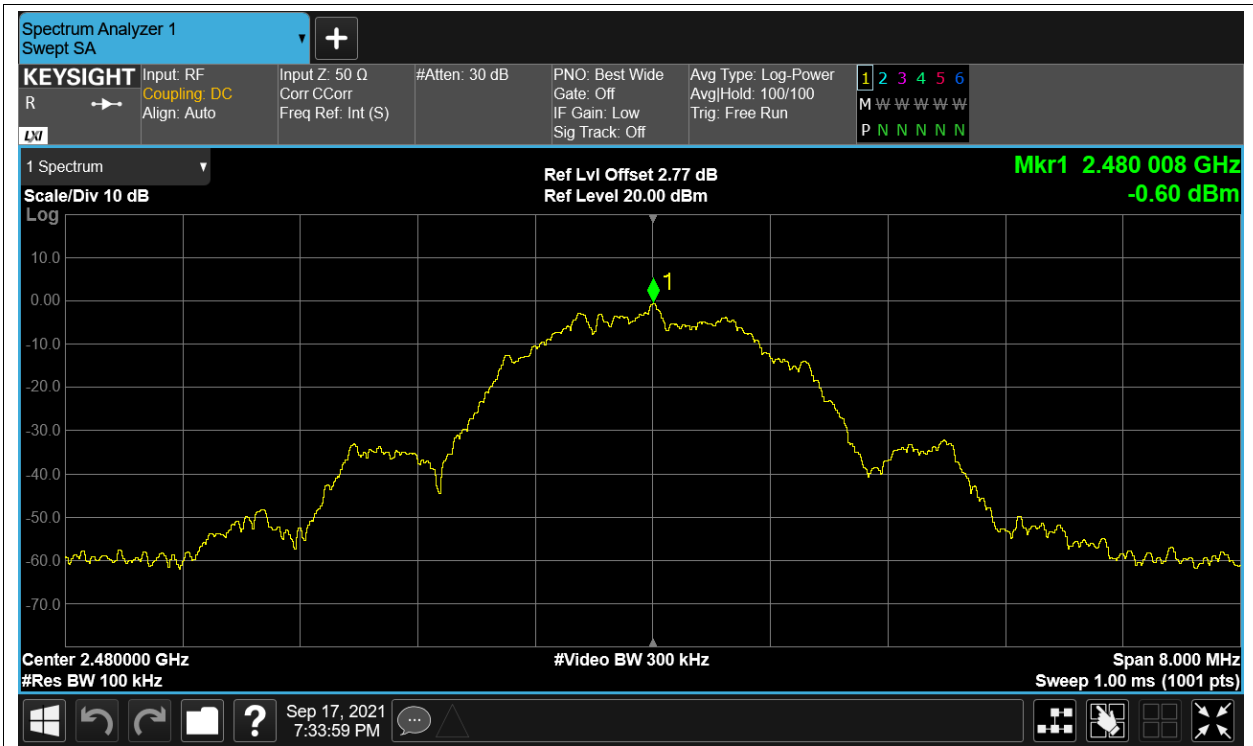 Spectrum Analyzer 1
Swept SA
KEYSIGHT
R
LXI
Input: RF
Coupling: DC
Align: Auto
Input Z: 50 Ω
Corr CCorr
Freq Ref: Int (S)
#Atten: 30 dB
PNO: Best Wide
Gate: Off
IF Gain: Low
Sig Track: Off
Avg Type: Log-Power
Avg|Hold: 100/100
Trig: Free Run
1 2 3 4 5 6
M W W W W W
P N N N N N
1 Spectrum
Scale/Div 10 dB
Ref Lvl Offset 2.77 dB
Ref Level 20.00 dBm
Mkr1 2.480 008 GHz
-0.60 dBm
Log
10.0
0.00
-10.0
-20.0
-30.0
-40.0
-50.0
-60.0
-70.0
1
Center 2.480000 GHz
#Res BW 100 kHz
#Video BW 300 kHz
Span 8.000 MHz
Sweep 1.00 ms (1001 pts)
?
Sep 17, 2021
7:33:59 PM